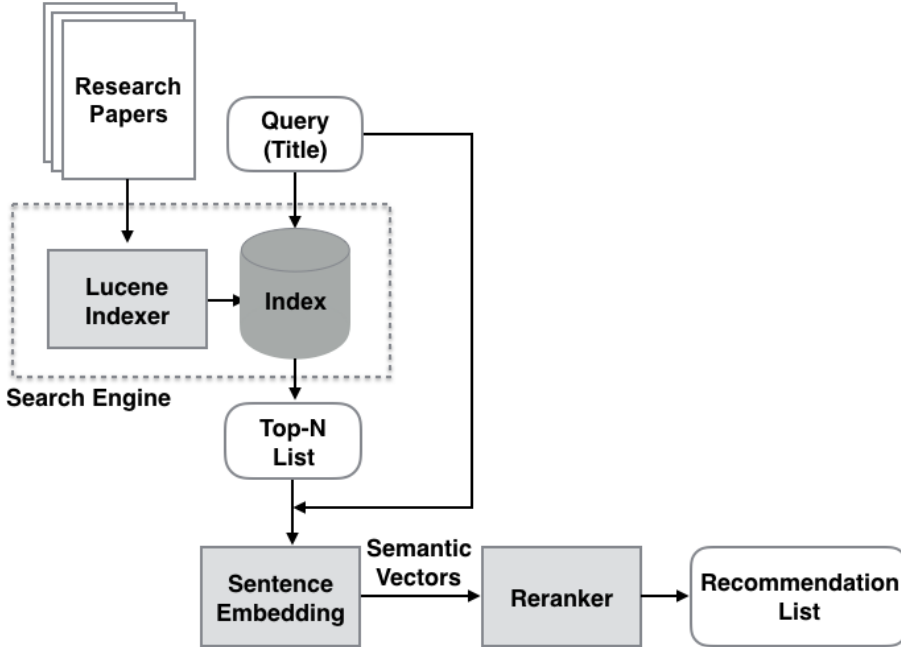 Research
Papers
Query
(Title)
Lucene
Indexer
Index
Search Engine
Top-N
List
Semantic
Vectors
Sentence
Embedding
Reranker
Recommendation
List